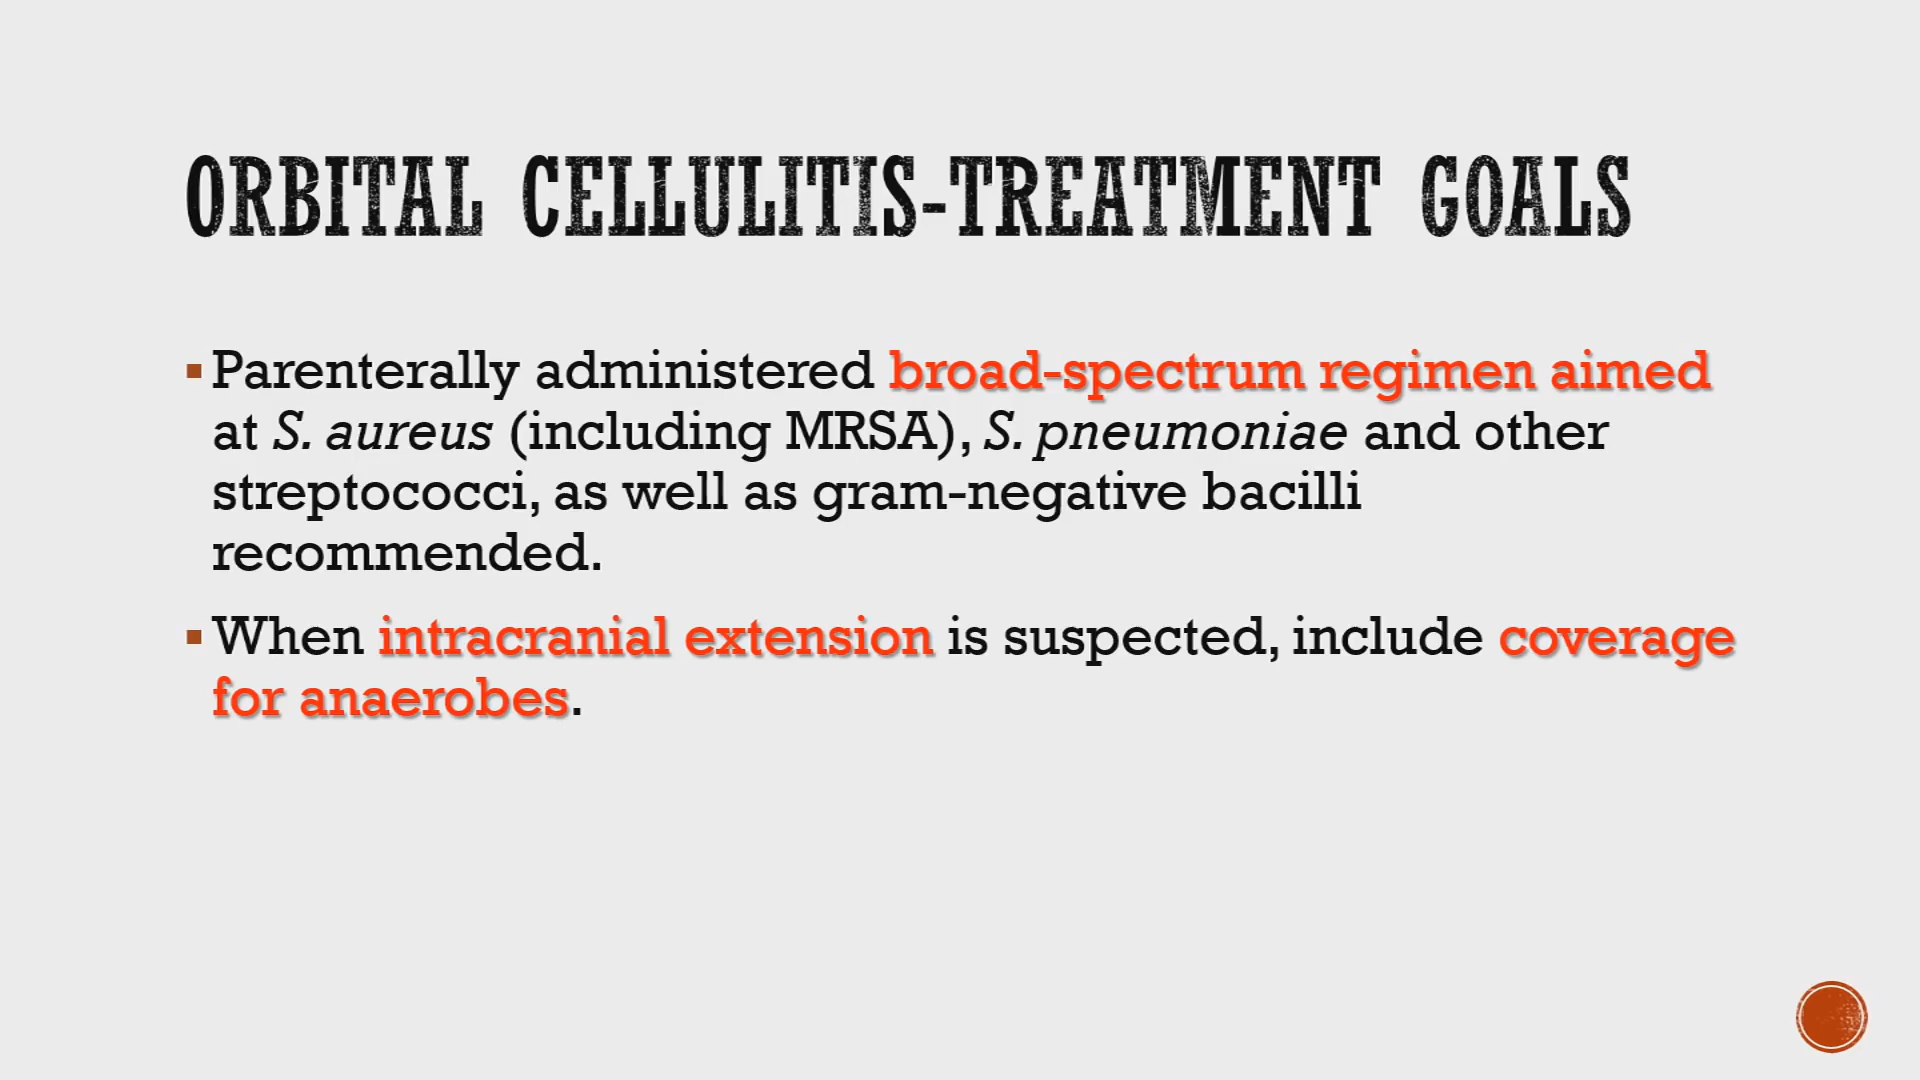 ORBITAL CELLULITIS-TREATMENT GOALS
▪ Parenterally administered broad-spectrum regimen aimed
at S. aureus (including MRSA), S. pneumoniae and other
streptococci, as well as gram-negative bacilli
recommended.
▪ When intracranial extension is suspected, include coverage
for anaerobes.